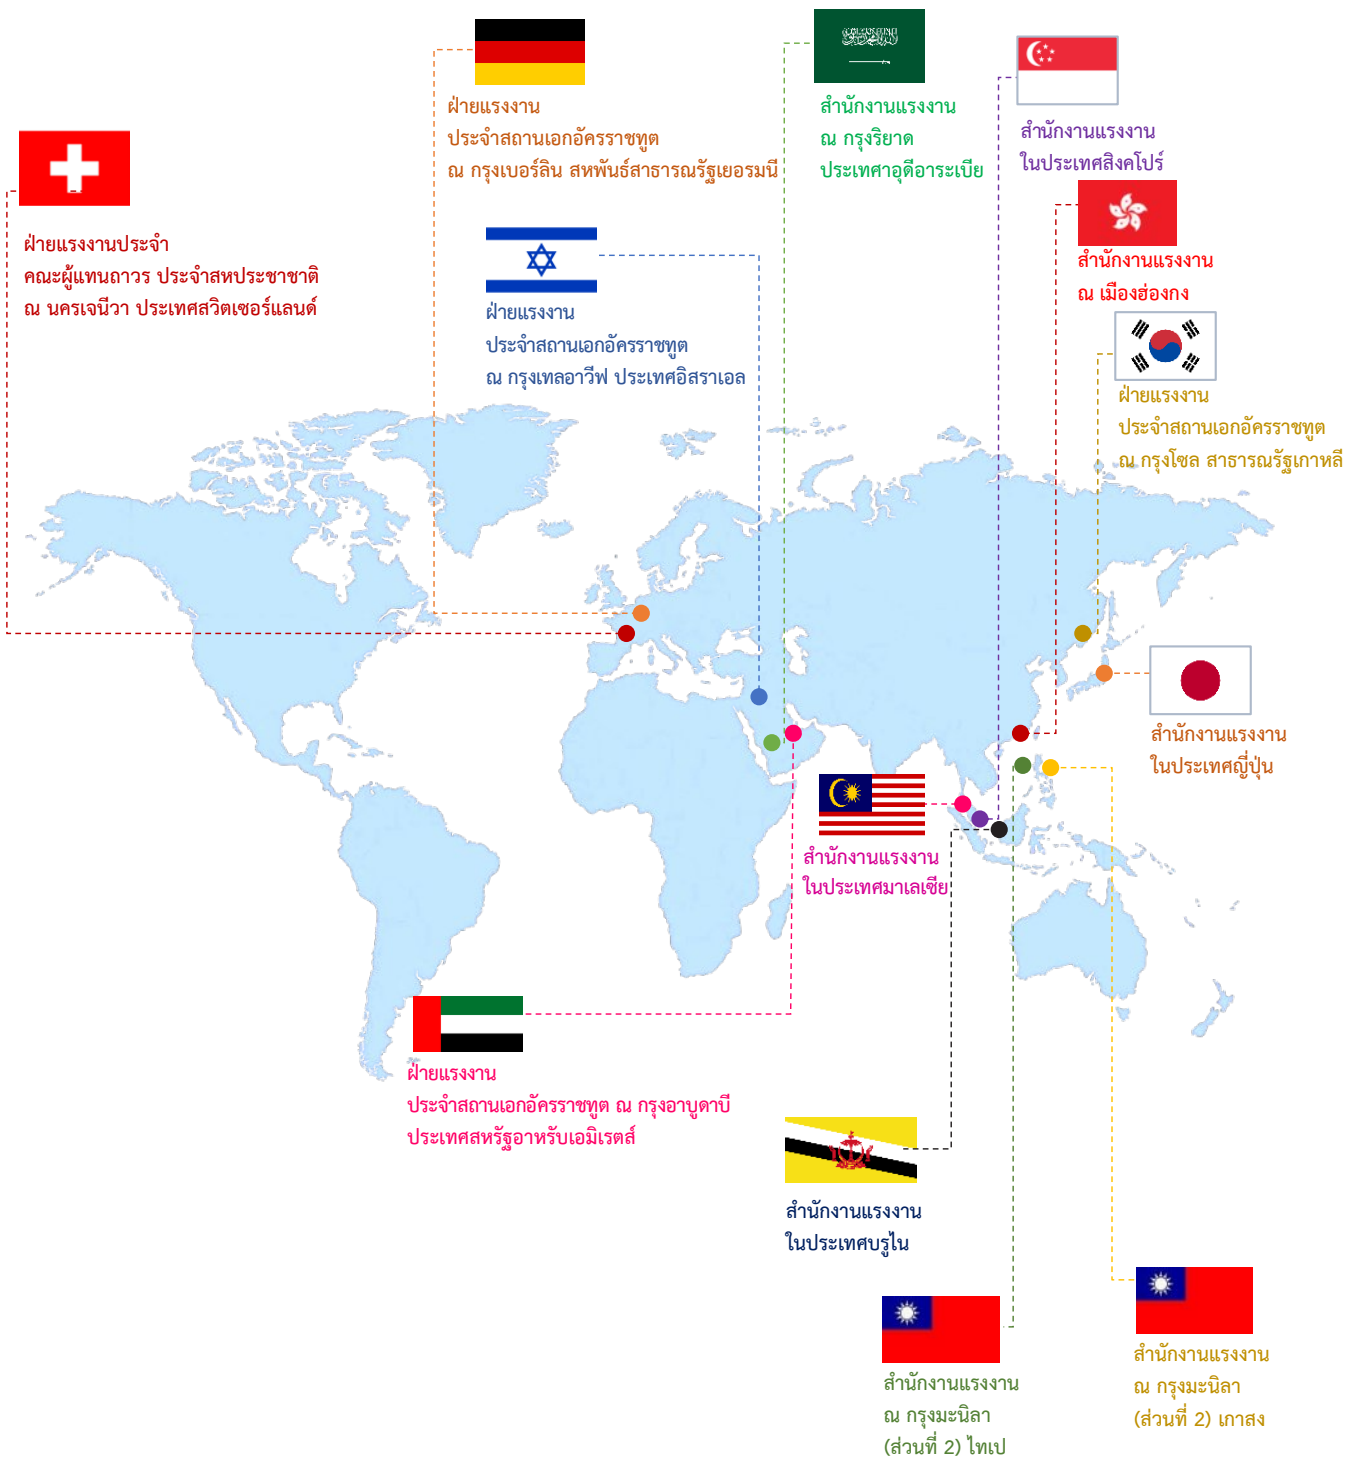 ฝ่ายแรงงาน
ประจำสถานเอกอัครราชทูต
ณ กรุงเบอร์ลิน สหพันธ์สาธารณรัฐเยอรมนี
สำนักงานแรงงาน
ณ กรุงริยาด
ประเทศาอุดีอาระเบีย
สำนักงานแรงงาน
ในประเทศสิงคโปร์
ฝ่ายแรงงานประจำ
คณะผู้แทนถาวร ประจำสหประชาชาติ
ณ นครเจนีวา ประเทศสวิตเซอร์แลนด์
ฝ่ายแรงงาน
ประจำสถานเอกอัครราชทูต
ณ กรุงเทลอาวีฟ ประเทศอิสราเอล
สำนักงานแรงงาน
ณ เมืองฮ่องกง
ฝ่ายแรงงาน
ประจำสถานเอกอัครราชทูต
ณ กรุงโซล สาธารณรัฐเกาหลี
สำนักงานแรงงาน
ในประเทศญี่ปุ่น
สำนักงานแรงงาน
ในประเทศมาเลเซีย
ฝ่ายแรงงาน
ประจำสถานเอกอัครราชทูต ณ กรุงอาบูดาบี
ประเทศสหรัฐอาหรับเอมิเรตส์
สำนักงานแรงงาน
ในประเทศบรูไน
สำนักงานแรงงาน
ณ กรุงมะนิลา
(ส่วนที่ 2) ไทเป
สำนักงานแรงงาน
ณ กรุงมะนิลา
(ส่วนที่ 2) เกาสง